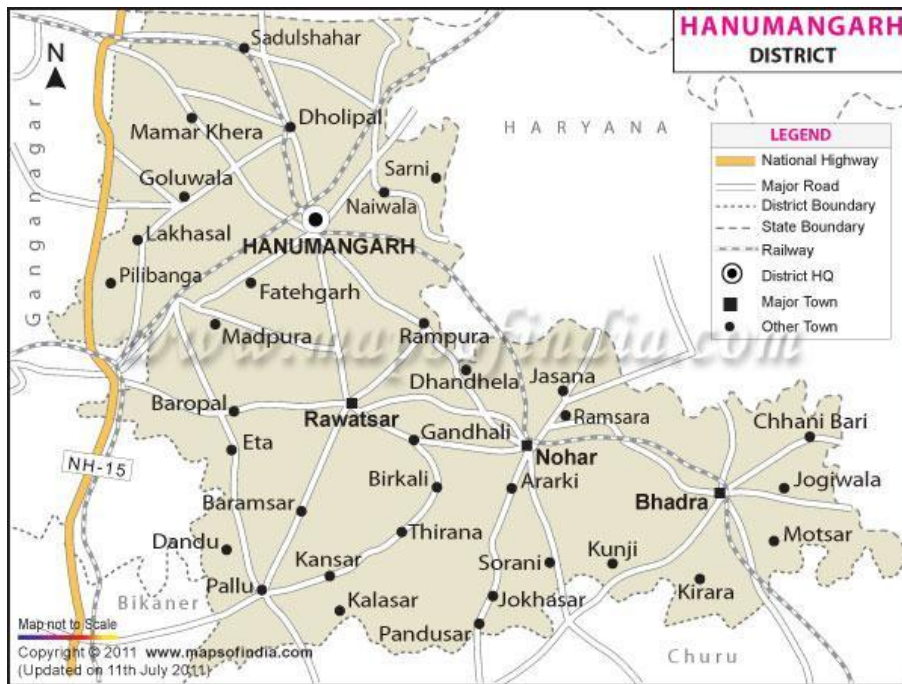 HANUMANGARH
DISTRICT
N
Sadulshahar
Mamar Khera
Dholipal
HARYANA
LEGEND
National Highway
Major Road
District Boundary
State Boundary
Railway
District HQ
Major Town
Other Town
Ganganagar
Goluwala
Sarni
Naiwala
Lakhasal
HANUMANGARH
Pilibanga
Fatehgarh
Madpura
Rampura
www.mapsofindia.com
Dhandhela
Jasana
Baropal
Rawatsar
Ramsara
Gandhali
Chhani Bari
Eta
Nohar
NH-15
Birkali
Ararki
Bhadra
Jogiwala
Baramsar
Thirana
Motsar
Dandu
Kansar
Sorani
Kunji
Pallu
Kirara
Bikaner
Kalasar
Jokhasar
Pandusar
Churu
Map not to Scale
Copyright © 2011 www.mapsofindia.com
(Updated on 11th July 2011)